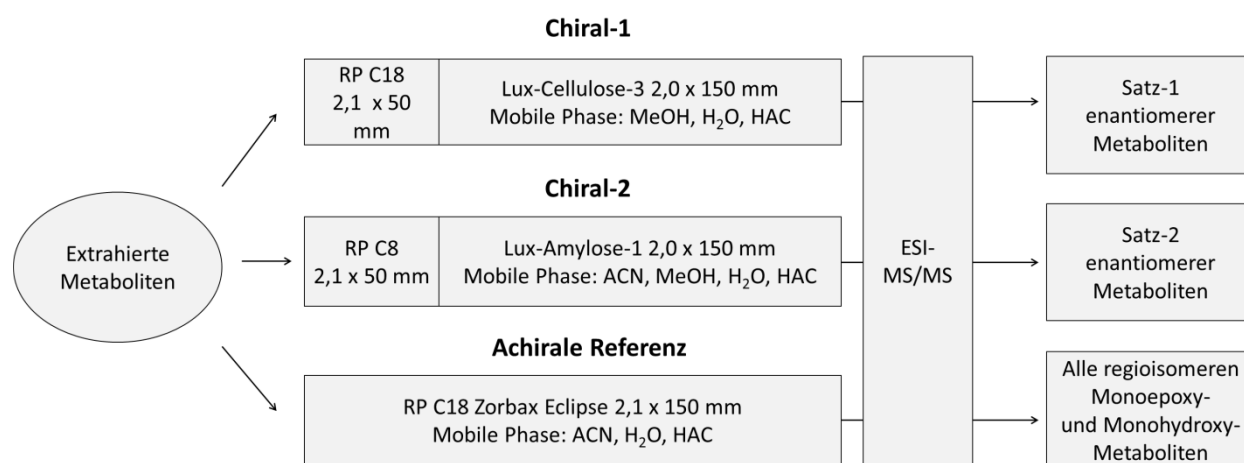 Chiral-1
RP C18
2,1 x 50
mm
Lux-Cellulose-3 2,0 x 150 mm
Mobile Phase: MeOH, H₂O, HAC
Satz-1
enantiomerer
Metaboliten
Chiral-2
Extrahierte
Metaboliten
RP C8
2,1 x 50 mm
Lux-Amylose-1 2,0 x 150 mm
Mobile Phase: ACN, MeOH, H₂O, HAC
ESI-
MS/MS
Satz-2
enantiomerer
Metaboliten
Achirale Referenz
RP C18 Zorbax Eclipse 2,1 x 150 mm
Mobile Phase: ACN, H₂O, HAC
Alle regioisomeren
Monoepoxy-
und Monohydroxy-
Metaboliten